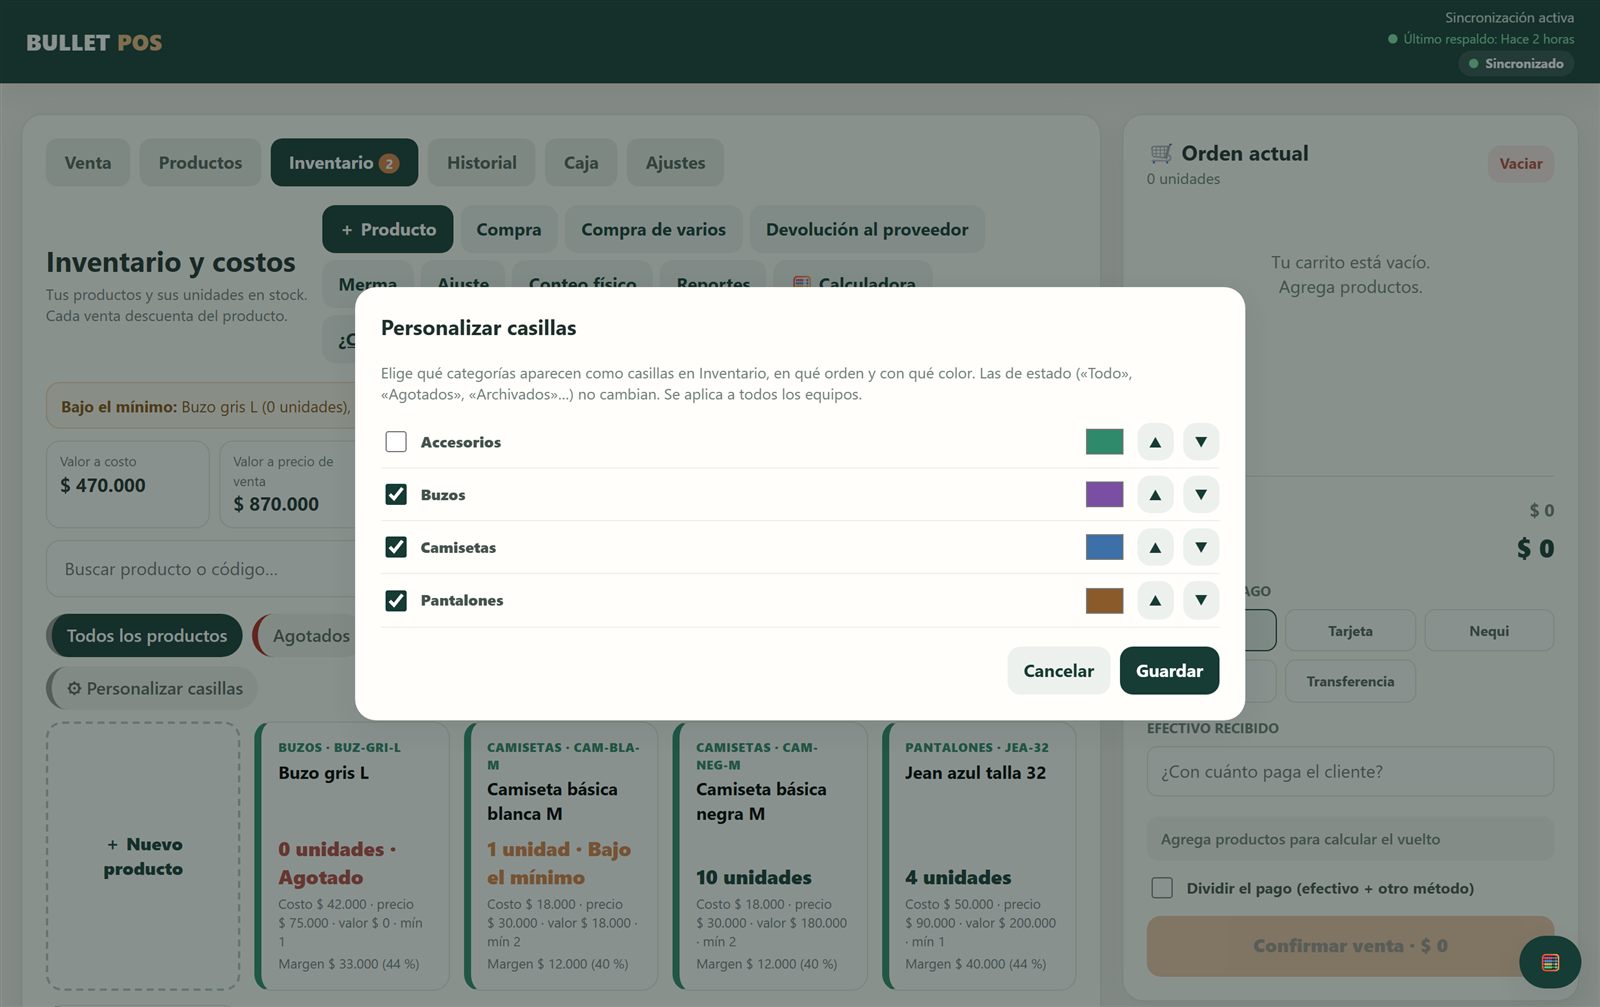 BULLET POS
Sincronización activa
Último respaldo: Hace 2 horas
Sincronizado
Venta
Productos
Inventario 2
Historial
Caja
Ajustes
Inventario y costos
Tus productos y sus unidades en stock.
Cada venta descuenta del producto.
+ Producto
Compra
Compra de varios
Devolución al proveedor
Merma
Ajuste
Conteo físico
Reportes
Calculadora
Bajo el mínimo: Buzo gris L (0 unidades),
Valor a costo
$ 470.000
Valor a precio de
venta
$ 870.000
Buscar producto o código...
Todos los productos
Agotados
Personalizar casillas
Personalizar casillas
Elige qué categorías aparecen como casillas en Inventario, en qué orden y con qué color. Las de estado («Todo»,
«Agotados», «Archivados»...) no cambian. Se aplica a todos los equipos.
Accesorios
▲ ▼
Buzos
▲ ▼
Camisetas
▲ ▼
Pantalones
▲ ▼
Cancelar
Guardar
+ Nuevo
producto
BUZOS · BUZ-GRI-L
Buzo gris L
0 unidades ·
Agotado
Costo $ 42.000 · precio
$ 75.000 · valor $ 0 · mín
1
Margen $ 33.000 (44 %)
CAMISETAS · CAM-BLA-
M
Camiseta básica
blanca M
1 unidad · Bajo
el mínimo
Costo $ 18.000 · precio
$ 30.000 · valor $ 18.000 ·
mín 2
Margen $ 12.000 (40 %)
CAMISETAS · CAM-
NEG-M
Camiseta básica
negra M
10 unidades
Costo $ 18.000 · precio
$ 30.000 · valor $ 180.000
· mín 2
Margen $ 12.000 (40 %)
PANTALONES · JEA-32
Jean azul talla 32
4 unidades
Costo $ 50.000 · precio
$ 90.000 · valor $ 200.000
· mín 1
Margen $ 40.000 (44 %)
Orden actual
0 unidades
Vaciar
Tu carrito está vacío.
Agrega productos.
$ 0
$ 0
Tarjeta
Nequi
Transferencia
EFECTIVO RECIBIDO
¿Con cuánto paga el cliente?
Agrega productos para calcular el vuelto
Dividir el pago (efectivo + otro método)
Confirmar venta · $ 0